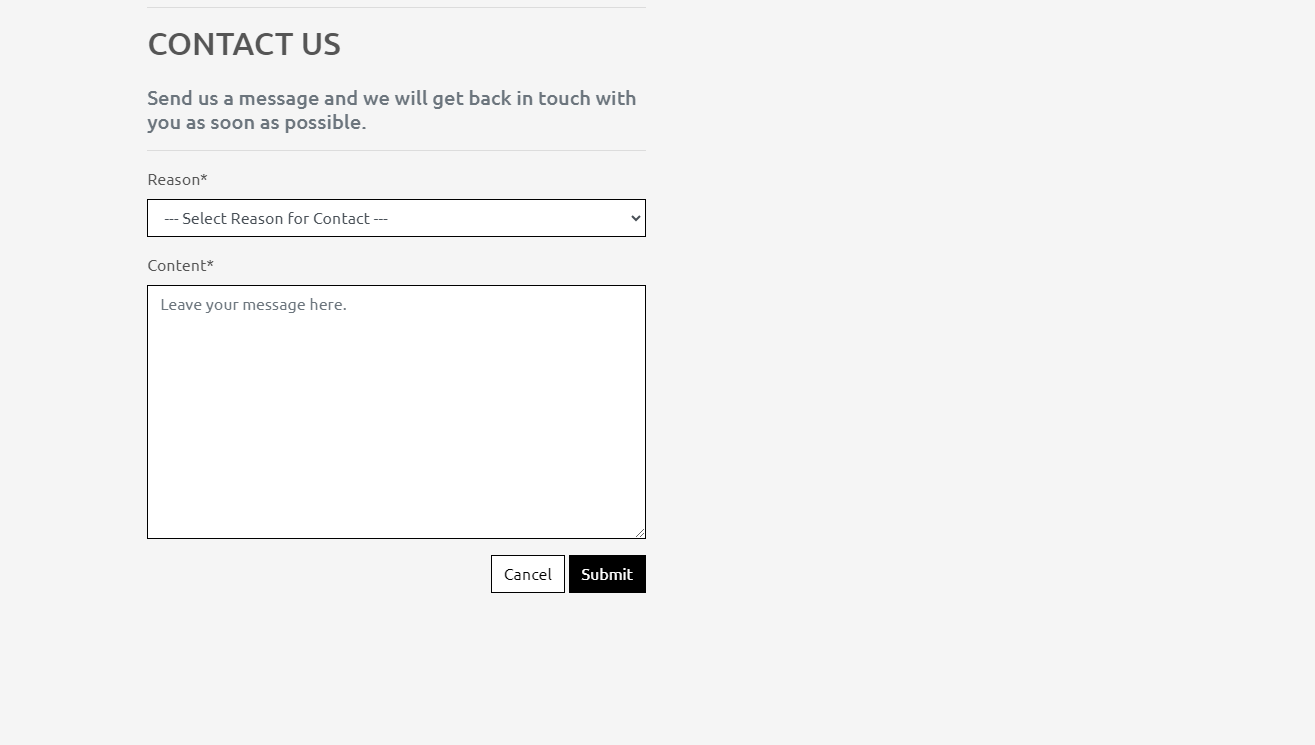 CONTACT US
Send us a message and we will get back in touch with
you as soon as possible.
Reason*
--- Select Reason for Contact ---
Content*
Leave your message here.
Cancel Submit